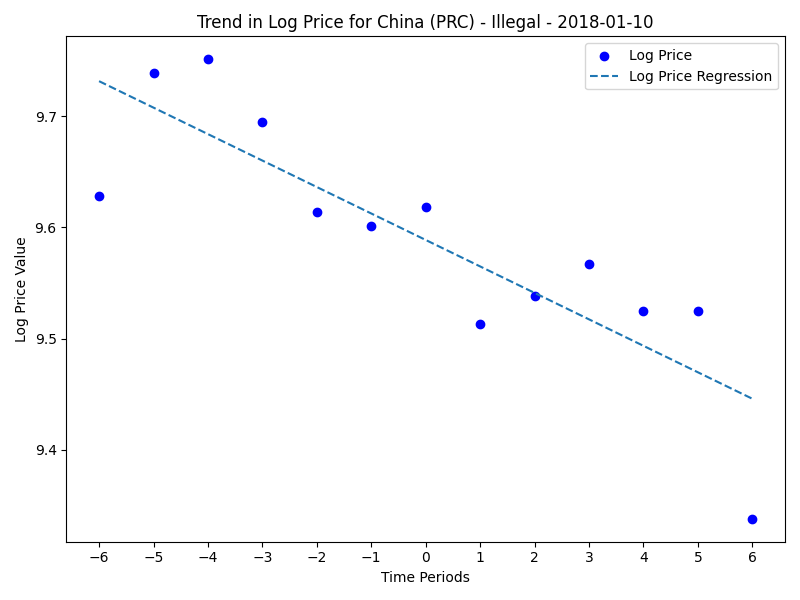 Trend in Log Price for China (PRC) - Illegal - 2018-01-10
Log Price
Log Price Regression
Log Price Value
9.7
9.6
9.5
9.4
−6 −5 −4 −3 −2 −1 0 1 2 3 4 5 6
Time Periods